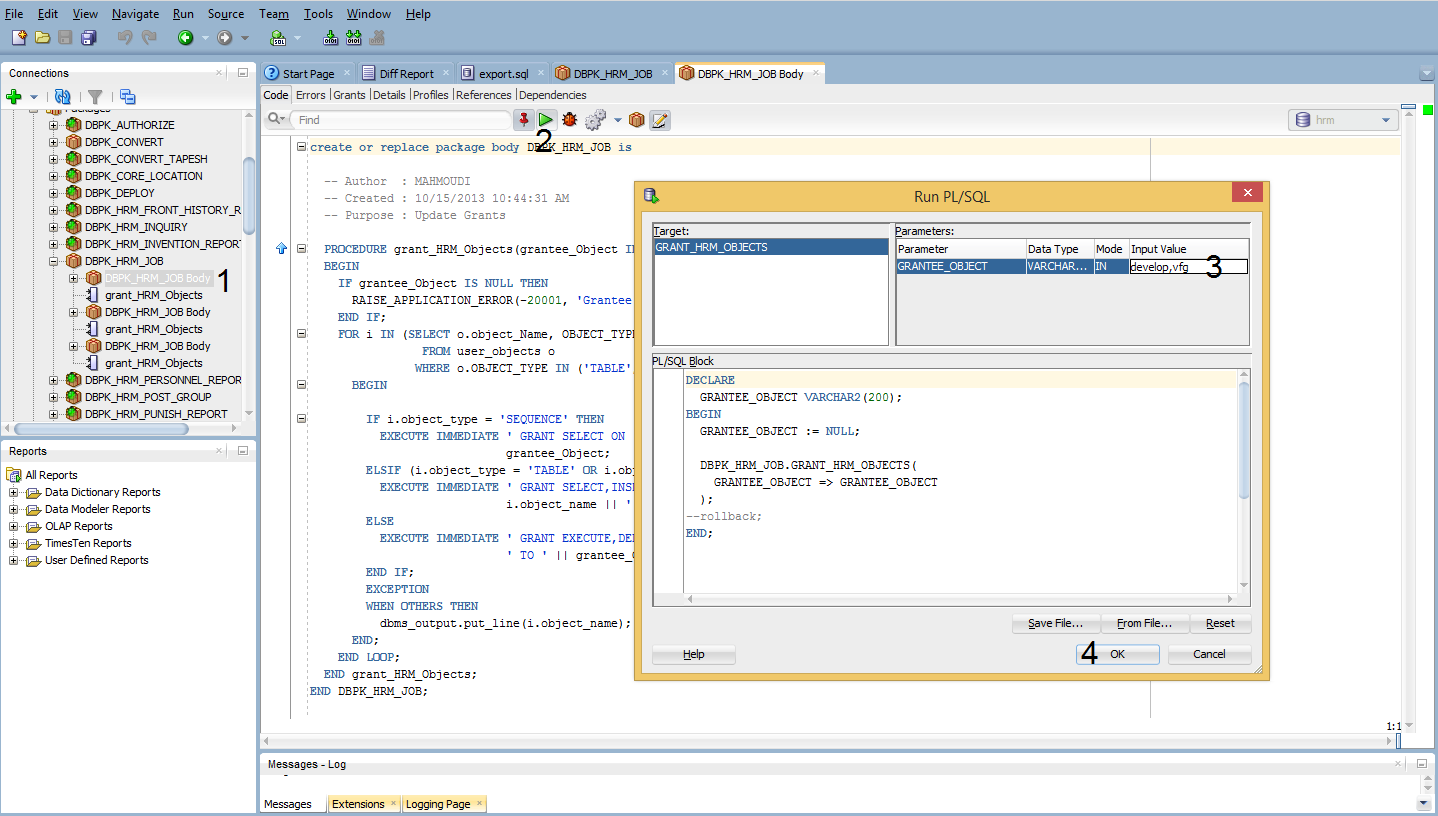 File Edit View Navigate Run Source Team Tools Window Help
Connections
Packages
DBPK_AUTHORIZE
DBPK_CONVERT
DBPK_CONVERT_TAPESH
DBPK_CORE_LOCATION
DBPK_DEPLOY
DBPK_HRM_FRONT_HISTORY_R
DBPK_HRM_INQUIRY
DBPK_HRM_INVENTION_REPORT
DBPK_HRM_JOB
DBPK_HRM_JOB Body 1
grant_HRM_Objects
DBPK_HRM_JOB Body
grant_HRM_Objects
DBPK_HRM_JOB Body
grant_HRM_Objects
DBPK_HRM_PERSONNEL_REPOR
DBPK_HRM_POST_GROUP
DBPK_HRM_PUNISH_REPORT
Reports
All Reports
Data Dictionary Reports
Data Modeler Reports
OLAP Reports
TimesTen Reports
User Defined Reports
Start Page Diff Report export.sql DBPK_HRM_JOB DBPK_HRM_JOB Body
Code Errors Grants Details Profiles References Dependencies
Find hrm
2
create or replace package body DBPK_HRM_JOB is
-- Author : MAHMOUDI
-- Created : 10/15/2013 10:44:31 AM
-- Purpose : Update Grants
PROCEDURE grant_HRM_Objects(grantee_Object I
BEGIN
IF grantee_Object IS NULL THEN
RAISE_APPLICATION_ERROR(-20001, 'Grantee
END IF;
FOR i IN (SELECT o.object_Name, OBJECT_TYPE
FROM user_objects o
WHERE o.OBJECT_TYPE IN ('TABLE',
BEGIN
IF i.object_type = 'SEQUENCE' THEN
EXECUTE IMMEDIATE ' GRANT SELECT ON
grantee_Object;
ELSIF (i.object_type = 'TABLE' OR i.obj
EXECUTE IMMEDIATE ' GRANT SELECT,INSE
i.object_name || '
ELSE
EXECUTE IMMEDIATE ' GRANT EXECUTE,DE
' TO ' || grantee_
END IF;
EXCEPTION
WHEN OTHERS THEN
dbms_output.put_line(i.object_name);
END;
END LOOP;
END grant_HRM_Objects;
END DBPK_HRM_JOB;
1:1
Run PL/SQL
Target:
GRANT_HRM_OBJECTS
Parameters:
Parameter Data Type Mode Input Value
GRANTEE_OBJECT VARCHAR... IN develop,vfg 3
PL/SQL Block
DECLARE
GRANTEE_OBJECT VARCHAR2(200);
BEGIN
GRANTEE_OBJECT := NULL;
DBPK_HRM_JOB.GRANT_HRM_OBJECTS(
GRANTEE_OBJECT => GRANTEE_OBJECT
);
--rollback;
END;
Save File... From File... Reset
Help 4 OK Cancel
Messages - Log
Messages Extensions Logging Page